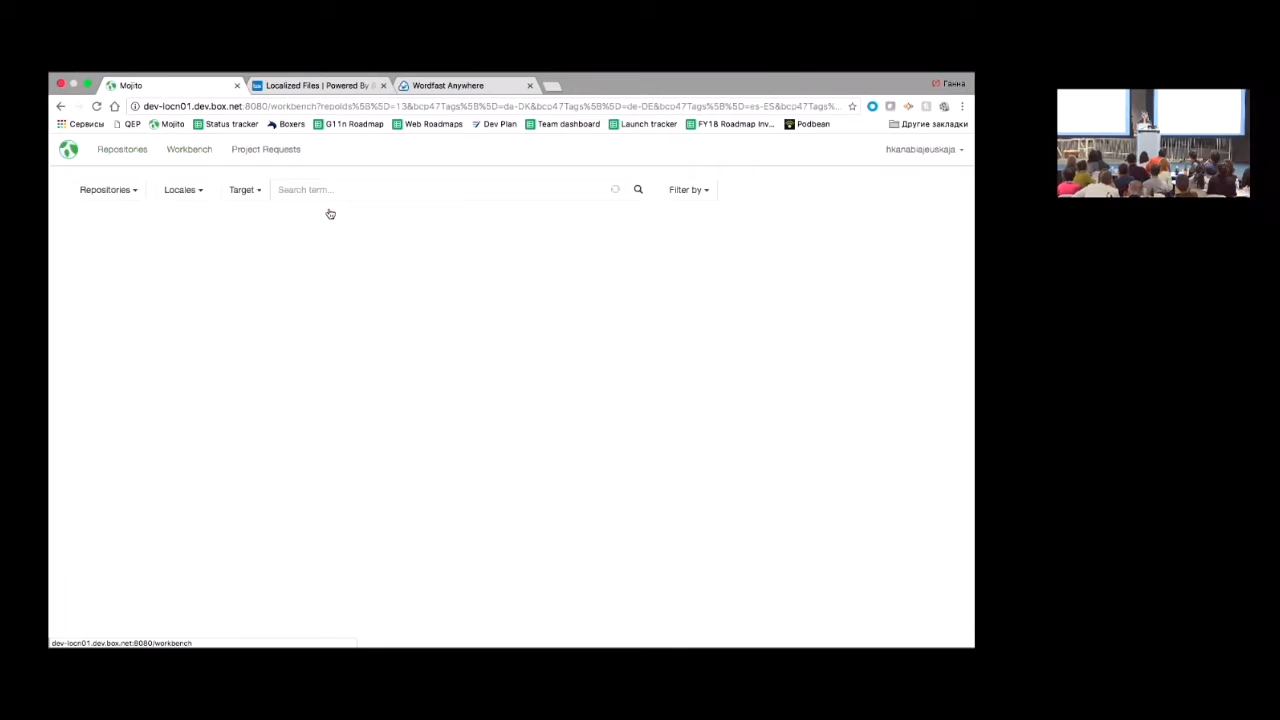 Mojito
Localized Files | Powered By
Wordfast Anywhere
Ганна
dev-locn01.dev.box.net:8080/workbench?repoIds%5B%5D=13&bcp47Tags%5B%5D=da-DK&bcp47Tags%5B%5D=de-DE&bcp47Tags%5B%5D=es-ES&bcp47Tags%5B%...
Сервисы QEP Mojito Status tracker Boxers G11n Roadmap Web Roadmaps Dev Plan Team dashboard Launch tracker FY18 Roadmap Inv... Podbean Другие закладки
Repositories Workbench Project Requests hkanabiajeuskaja
Repositories Locales Target Search term... Filter by
dev-locn01.dev.box.net:8080/workbench